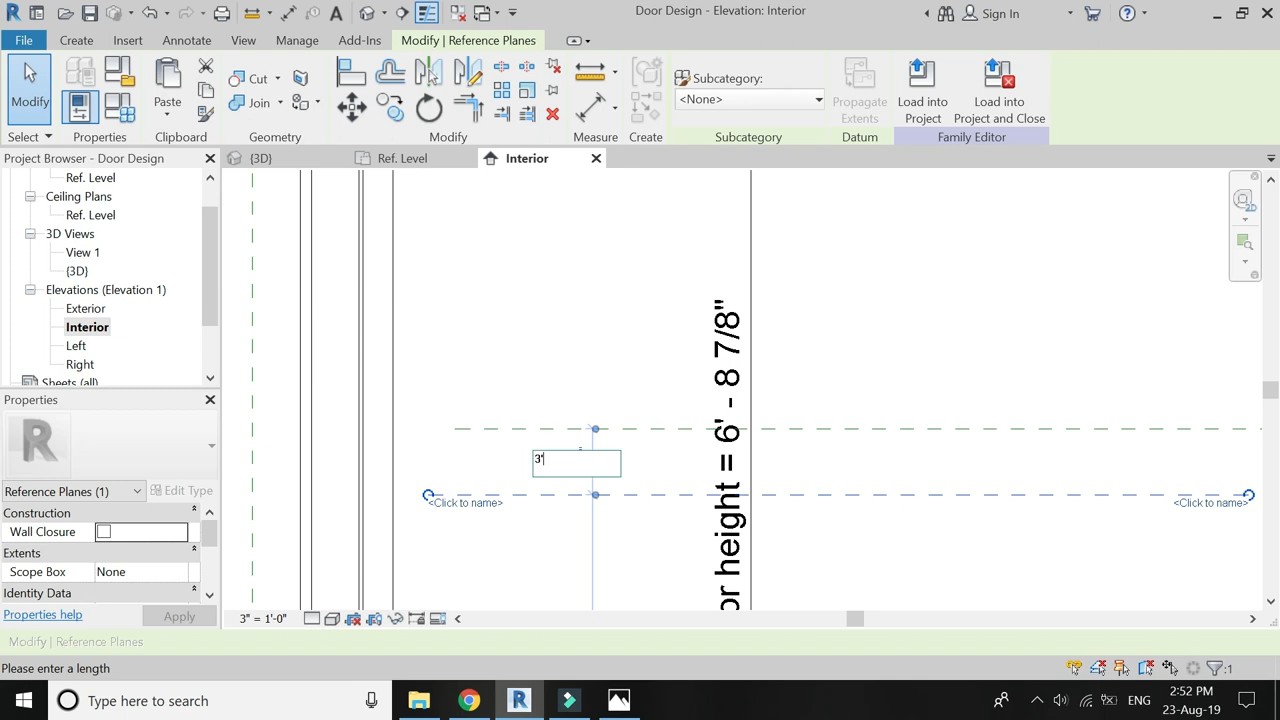 Door Design - Elevation: Interior
Sign In
File
Create
Insert
Annotate
View
Manage
Add-Ins
Modify | Reference Planes
Modify
Paste
Cut
Join
Subcategory:
<None>
Propagate
Extents
Load into
Project
Load into
Project and Close
Select
Properties
Clipboard
Geometry
Modify
Measure
Create
Subcategory
Datum
Family Editor
Project Browser - Door Design
{3D}
Ref. Level
Interior
Ref. Level
Ceiling Plans
Ref. Level
3D Views
View 1
{3D}
Elevations (Elevation 1)
Exterior
Interior
Left
Right
Sheets (all)
Properties
Reference Planes (1)
Edit Type
Construction
Wall Closure
Extents
Scope Box
None
Identity Data
Properties help
Apply
or height = 6' - 8 7/8"
3'
<Click to name>
<Click to name>
2D
3" = 1'-0"
Modify | Reference Planes
Please enter a length
:1
Type here to search
ENG
2:52 PM
23-Aug-19